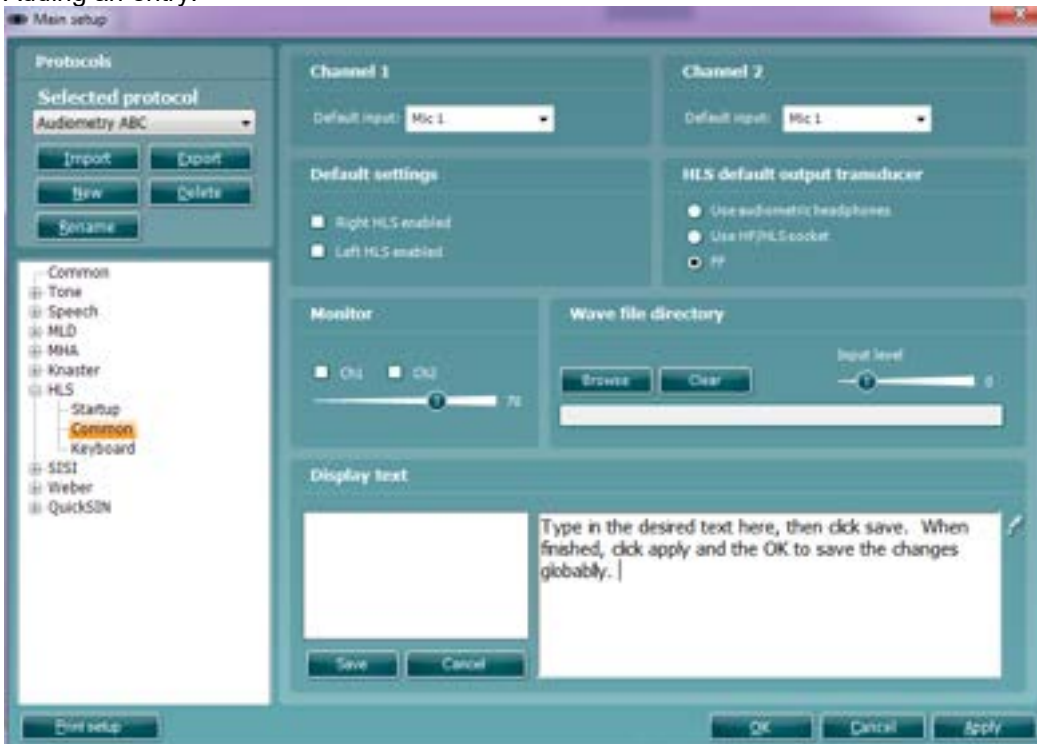 Adding an entry.
Main setup
Protocols
Selected protocol
Audiometry ABC
Import Export
New Delete
Rename
Common
Tone
Speech
MLD
MHA
Knaster
HLS
Startup
Common
Keyboard
SISI
Weber
QuickSIN
Print setup
Channel 1
Default input: Mic 1
Channel 2
Default input: Mic 1
Default settings
Right HLS enabled
Left HLS enabled
HLS default output transducer
Use audiometric headphones
Use HF/HLS socket
FF
Monitor
Ch1 Ch2
70
Wave file directory
Browse Clear
Input level
0
Display text
Type in the desired text here, then click save. When
finished, click apply and the OK to save the changes
globablly.
Save Cancel
OK Cancel Apply